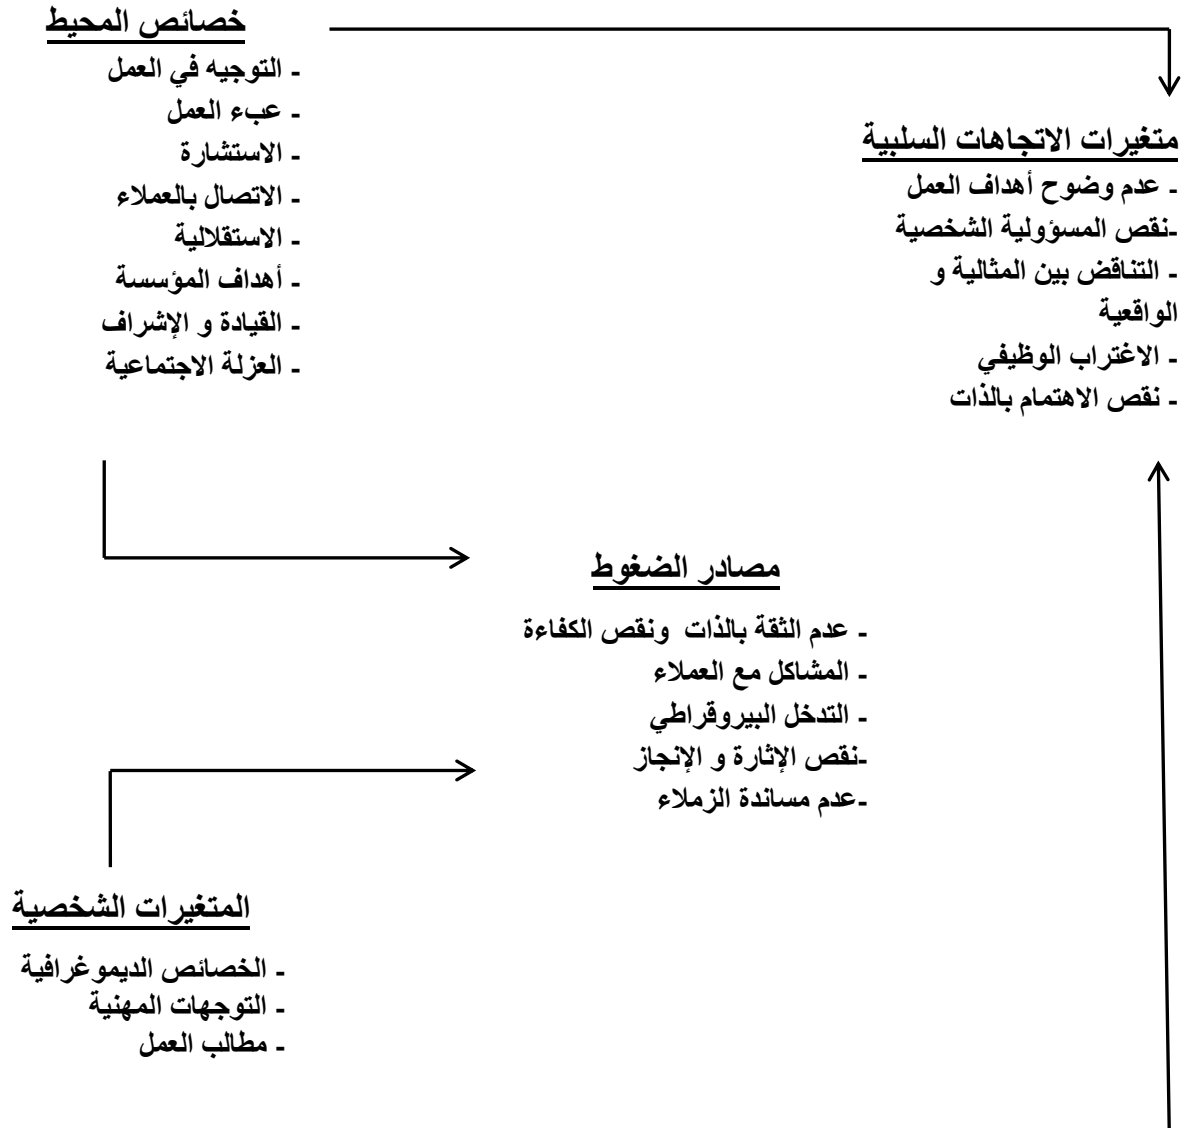 خصائص المحيط
- التوجيه في العمل
- عبء العمل
- الاستشارة
- الاتصال بالعملاء
- الاستقلالية
- أهداف المؤسسة
- القيادة و الإشراف
- العزلة الاجتماعية
متغيرات الاتجاهات السلبية
- عدم وضوح أهداف العمل
-نقص المسؤولية الشخصية
- التناقض بين المثالية و
الواقعية
- الاغتراب الوظيفي
- نقص الاهتمام بالذات
مصادر الضغوط
- عدم الثقة بالذات ونقص الكفاءة
- المشاكل مع العملاء
- التدخل البيروقراطي
-نقص الإثارة و الإنجاز
-عدم مساندة الزملاء
المتغيرات الشخصية
- الخصائص الديموغرافية
- التوجهات المهنية
- مطالب العمل